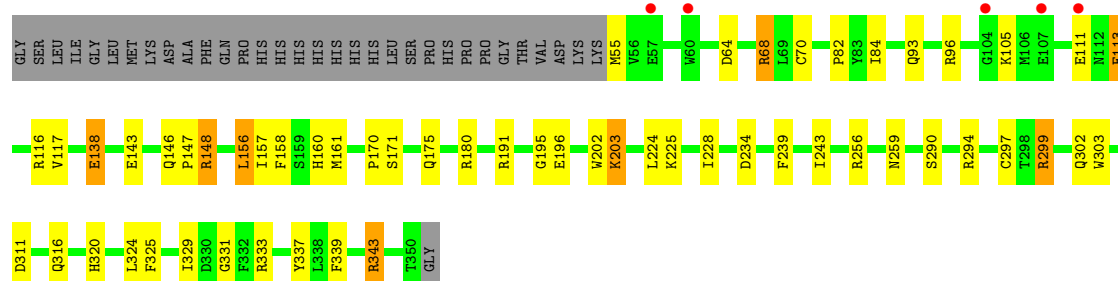 GLY SER LEU ILE GLY LEU MET LYS ASP ALA PHE GLN PRO HIS HIS HIS HIS HIS HIS HIS HIS LEU SER PRO HIS PRO PRO GLY THR VAL ASP LYS LYS M55 V56 E57 W60 D64 R68 L69 C70 P82 Y83 I84 Q93 R96 G104 K105 M106 E107 E111 N112 E113
R116 V117 E138 E143 Q146 P147 R148 L156 I157 F158 S159 H160 M161 P170 S171 Q175 R180 R191 G195 E196 W202 K203 L224 K225 I228 D234 F239 I243 R256 N259 S290 R294 C297 T298 R299 Q302 W303
D311 Q316 H320 L324 F325 I329 D330 G331 F332 R333 Y337 L338 F339 R343 T350 GLY